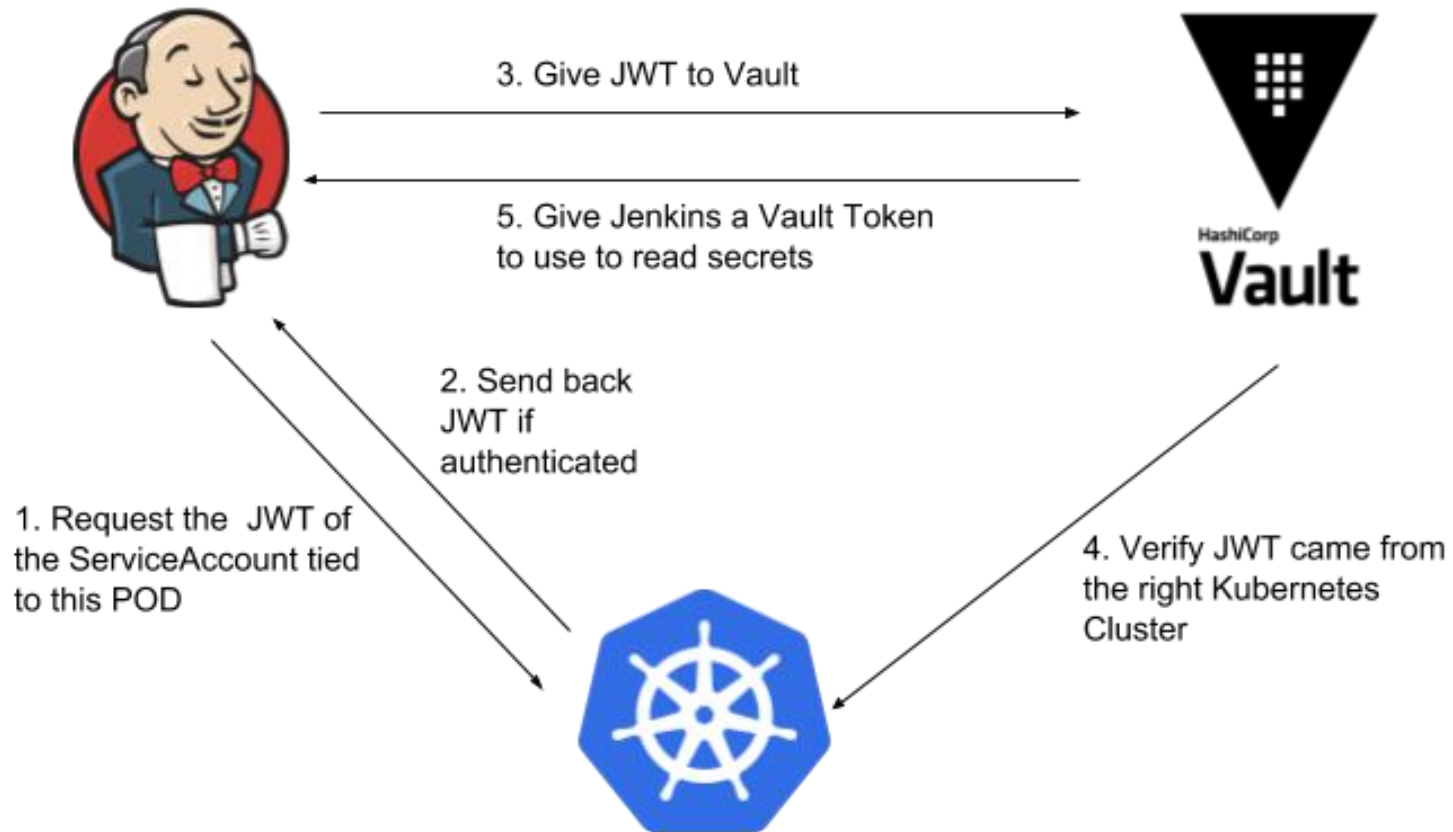 3. Give JWT to Vault
5. Give Jenkins a Vault Token
to use to read secrets
HashiCorp
Vault
2. Send back
JWT if
authenticated
1. Request the  JWT of
the ServiceAccount tied
to this POD
4. Verify JWT came from
the right Kubernetes
Cluster